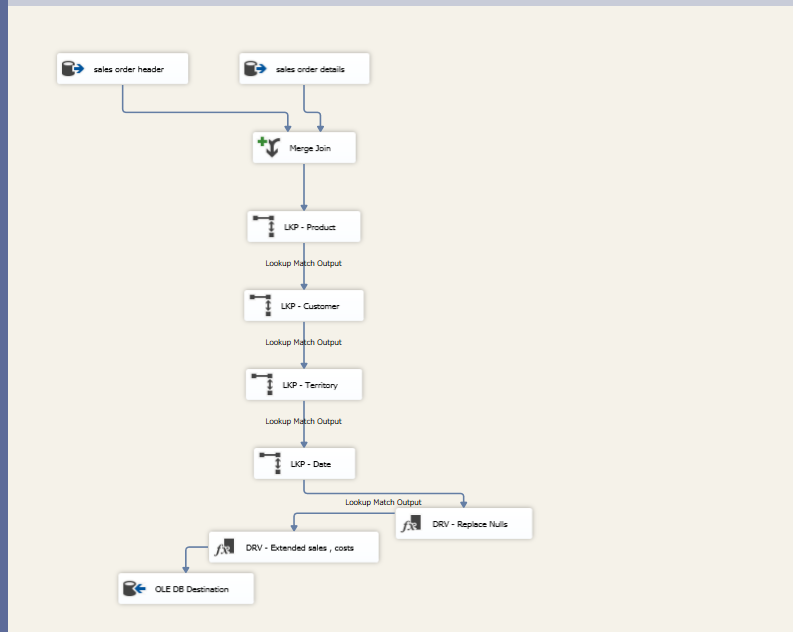 sales order header
sales order details
Merge Join
LKP - Product
Lookup Match Output
LKP - Customer
Lookup Match Output
LKP - Territory
Lookup Match Output
LKP - Date
Lookup Match Output
DRV - Replace Nulls
DRV - Extended sales , costs
OLE DB Destination